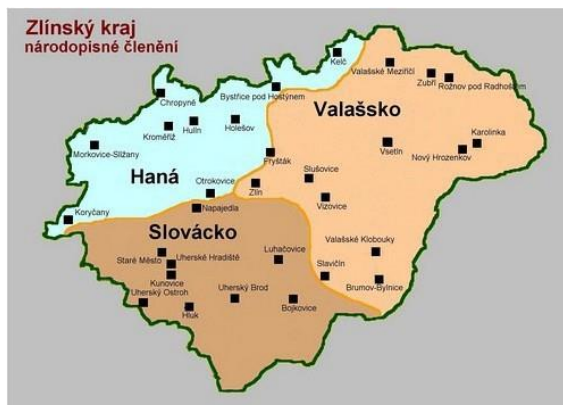 Zlínský kraj
národopisné členění
Kelč
Valašské Meziříčí
Zubří
Rožnov pod Radhoštěm
Bystřice pod Hostýnem
Chropyně
Valašsko
Kroměříž
Hulín
Holešov
Karolinka
Morkovice-Slížany
Vsetín
Nový Hrozenkov
Fryšták
Haná
Slušovice
Otrokovice
Zlín
Vizovice
Koryčany
Napajedla
Slovácko
Valašské Klobouky
Luhačovice
Staré Město
Uherské Hradiště
Slavičín
Kunovice
Brumov-Bylnice
Uherský Ostroh
Uherský Brod
Hluk
Bojkovice